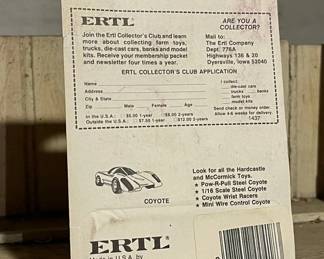 ERTL
ARE YOU A
COLLECTOR?
Join the Ertl Collector's Club and learn
more about collecting farm toys,
trucks, die-cast cars, banks and model
kits. Receive your membership packet
and newsletter four times a year.
Mail to:
The Ertl Company
Dept: 776A
Highway 136 & 20
Dyersville, Iowa 52040
ERTL COLLECTOR'S CLUB APPLICATION
Name
Address
City & State
Zip Male Female Age
In the U.S.A.: $5.00 1-year $8.00 2-years
Outside the U.S.A.: $7.50 1-year $12.00 2-years
I collect:
die-cast cars
trucks banks
farm toys
model kits
Send check or money order.
Allow 4-6 weeks for delivery.
1437
COYOTE
Look for all the Hardcastle
and McCormick Toys.
★ Pow-R-Pull Steel Coyote
★ 1/16 Scale Steel Coyote
★ Coyote Wrist Racers
★ Mini Wire Control Coyote
ERTL
Made in U.S.A. by